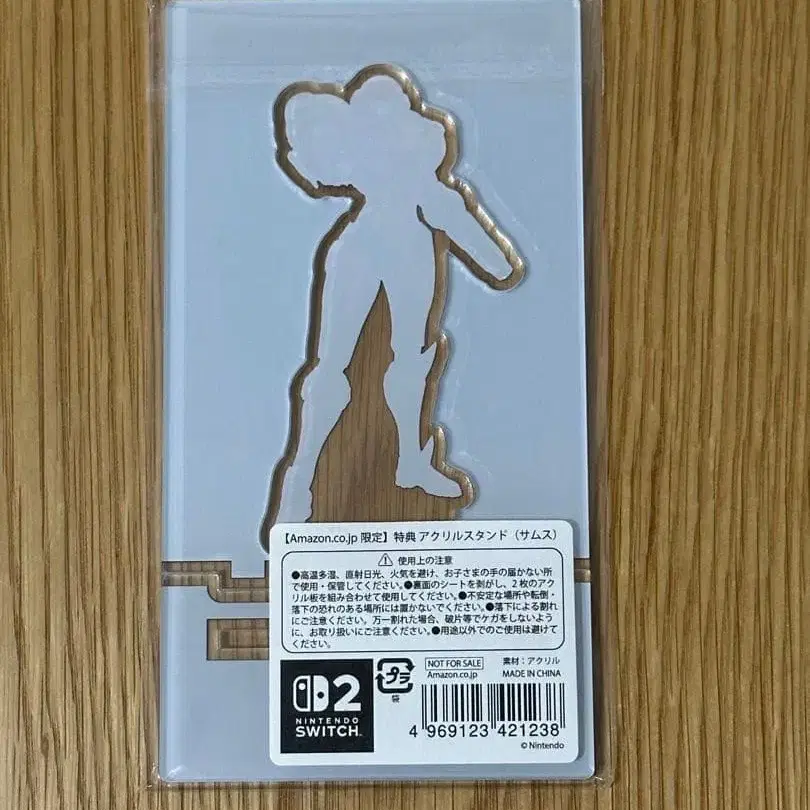 【Amazon.co.jp 限定】特典 アクリルスタンド（サムス）
⚠ 使用上の注意
●高温多湿、直射日光、火気を避け、お子さまの手の届かない所
で使用・保管してください。●裏面のシートを剥がし、2枚のアク
リル板を組み合わせて使用してください。●不安定な場所や転倒・
落下の恐れのある場所には置かないでください。●落下による割れ
にご注意ください。万一割れた場合、破片等でケガをしないよう
に、お取り扱いにご注意ください。●用途以外でのご使用は避けて
ください。
2
NINTENDO
SWITCH
プラ
袋
NOT FOR SALE
Amazon.co.jp
素材：アクリル
MADE IN CHINA
4 969123 421238
© Nintendo